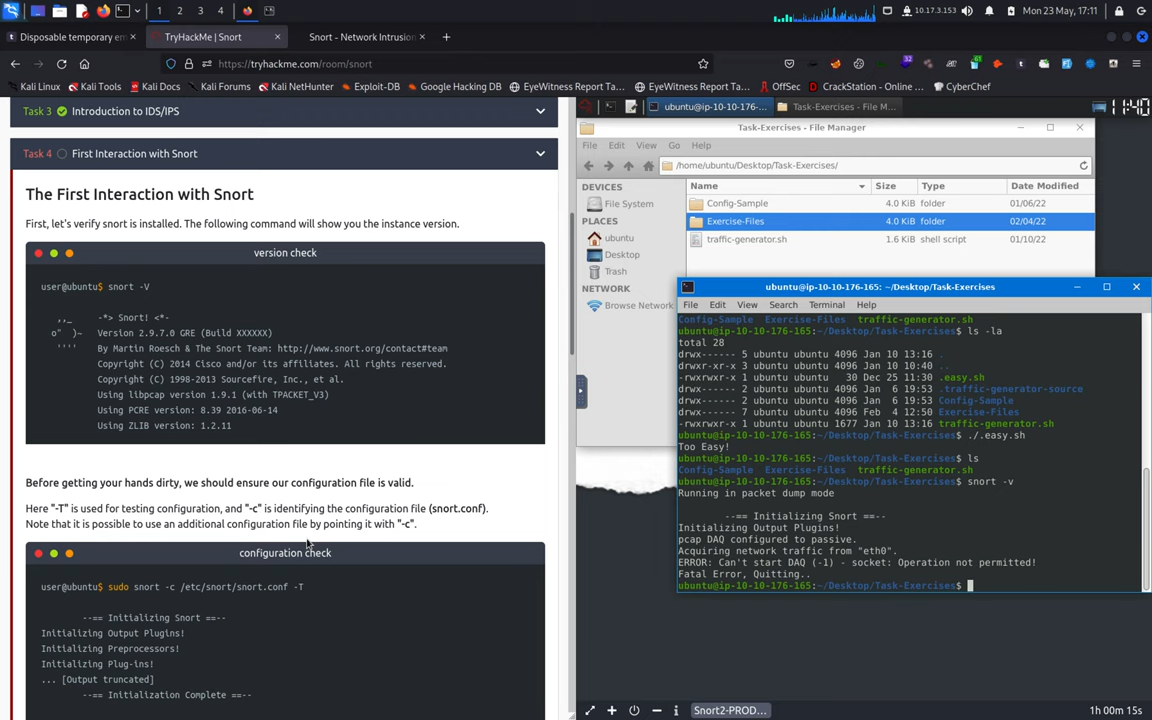 1 2 3 4
10.17.3.153
Mon 23 May, 17:11
Disposable temporary em
TryHackMe | Snort
Snort - Network Intrusion
https://tryhackme.com/room/snort
Kali Linux
Kali Tools
Kali Docs
Kali Forums
Kali NetHunter
Exploit-DB
Google Hacking DB
EyeWitness Report Ta...
OffSec
CrackStation - Online ...
EyeWitness Report Ta...
CyberChef
Task 3 Introduction to IDS/IPS
Task 4 First Interaction with Snort
The First Interaction with Snort
First, let's verify snort is installed. The following command will show you the instance version.
version check
user@ubuntu$ snort -V
,,_ -*> Snort! <*-
o" )~ Version 2.9.7.0 GRE (Build XXXXXX)
'''' By Martin Roesch & The Snort Team: http://www.snort.org/contact#team
Copyright (C) 2014 Cisco and/or its affiliates. All rights reserved.
Copyright (C) 1998-2013 Sourcefire, Inc., et al.
Using libpcap version 1.9.1 (with TPACKET_V3)
Using PCRE version: 8.39 2016-06-14
Using ZLIB version: 1.2.11
Before getting your hands dirty, we should ensure our configuration file is valid.
Here "-T" is used for testing configuration, and "-c" is identifying the configuration file (snort.conf).
Note that it is possible to use an additional configuration file by pointing it with "-c".
configuration check
user@ubuntu$ sudo snort -c /etc/snort/snort.conf -T
--== Initializing Snort ==--
Initializing Output Plugins!
Initializing Preprocessors!
Initializing Plug-ins!
... [Output truncated]
--== Initialization Complete ==--
ubuntu@ip-10-10-176-...
Task-Exercises - File M...
11:40
Task-Exercises - File Manager
File Edit View Go Help
/home/ubuntu/Desktop/Task-Exercises/
DEVICES
File System
PLACES
ubuntu
Desktop
Trash
NETWORK
Browse Network
Name Size Type Date Modified
Config-Sample 4.0 KiB folder 01/06/22
Exercise-Files 4.0 KiB folder 02/04/22
traffic-generator.sh 1.6 KiB shell script 01/10/22
ubuntu@ip-10-10-176-165: ~/Desktop/Task-Exercises
File Edit View Search Terminal Help
Config-Sample Exercise-Files traffic-generator.sh
ubuntu@ip-10-10-176-165:~/Desktop/Task-Exercises$ ls -la
total 28
drwx------ 5 ubuntu ubuntu 4096 Jan 10 13:16 .
drwxr-xr-x 3 ubuntu ubuntu 4096 Jan 10 10:40 ..
-rwxrwxr-x 1 ubuntu ubuntu 30 Dec 25 11:30 .easy.sh
drwx------ 2 ubuntu ubuntu 4096 Jan 6 19:53 .traffic-generator-source
drwx------ 2 ubuntu ubuntu 4096 Jan 6 19:53 Config-Sample
drwx------ 7 ubuntu ubuntu 4096 Feb 4 12:50 Exercise-Files
-rwxrwxr-x 1 ubuntu ubuntu 1677 Jan 10 13:16 traffic-generator.sh
ubuntu@ip-10-10-176-165:~/Desktop/Task-Exercises$ ./.easy.sh
Too Easy!
ubuntu@ip-10-10-176-165:~/Desktop/Task-Exercises$ ls
Config-Sample Exercise-Files traffic-generator.sh
ubuntu@ip-10-10-176-165:~/Desktop/Task-Exercises$ snort -v
Running in packet dump mode
--== Initializing Snort ==--
Initializing Output Plugins!
pcap DAQ configured to passive.
Acquiring network traffic from "eth0".
ERROR: Can't start DAQ (-1) - socket: Operation not permitted!
Fatal Error, Quitting..
ubuntu@ip-10-10-176-165:~/Desktop/Task-Exercises$
Snort2-PROD...
1h 00m 15s